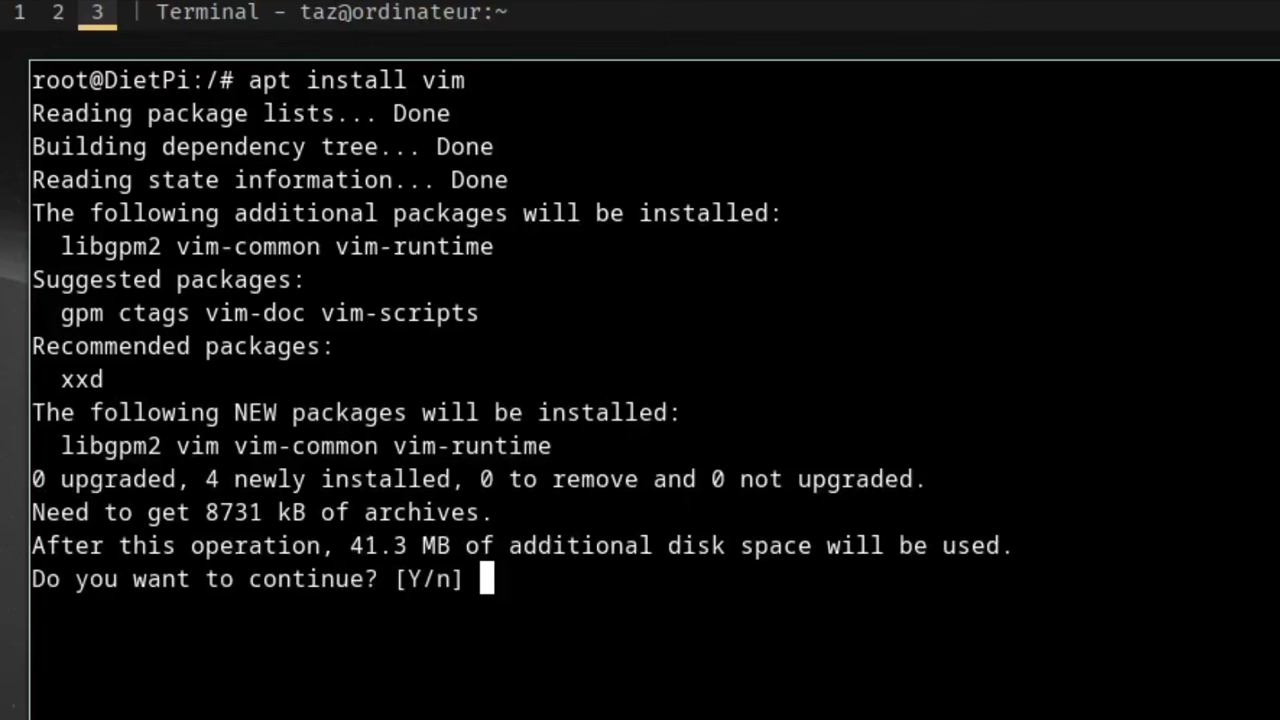 1 2 3 | Terminal - taz@ordinateur:~
root@DietPi:/# apt install vim
Reading package lists... Done
Building dependency tree... Done
Reading state information... Done
The following additional packages will be installed:
  libgpm2 vim-common vim-runtime
Suggested packages:
  gpm ctags vim-doc vim-scripts
Recommended packages:
  xxd
The following NEW packages will be installed:
  libgpm2 vim vim-common vim-runtime
0 upgraded, 4 newly installed, 0 to remove and 0 not upgraded.
Need to get 8731 kB of archives.
After this operation, 41.3 MB of additional disk space will be used.
Do you want to continue? [Y/n]